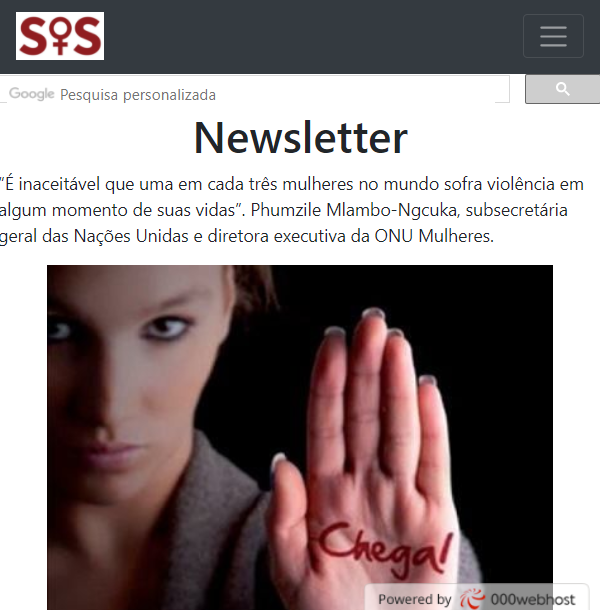 SOS
Google Pesquisa personalizada
Newsletter
“É inaceitável que uma em cada três mulheres no mundo sofra violência em
algum momento de suas vidas”. Phumzile Mlambo-Ngcuka, subsecretária
geral das Nações Unidas e diretora executiva da ONU Mulheres.
Chega!
Powered by 000webhost